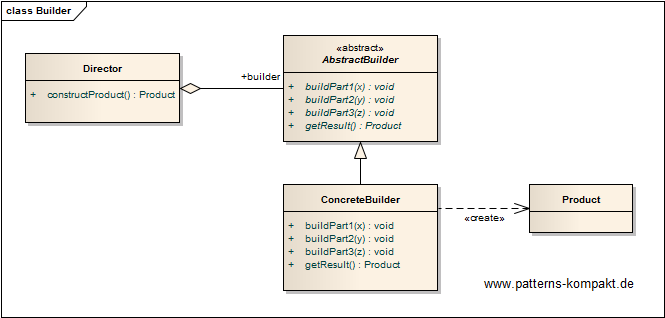 class Builder
Director
+ constructProduct() : Product
+builder
«abstract»
AbstractBuilder
+ buildPart1(x) : void
+ buildPart2(y) : void
+ buildPart3(z) : void
+ getResult() : Product
ConcreteBuilder
+ buildPart1(x) : void
+ buildPart2(y) : void
+ buildPart3(z) : void
+ getResult() : Product
«create»
Product
www.patterns-kompakt.de